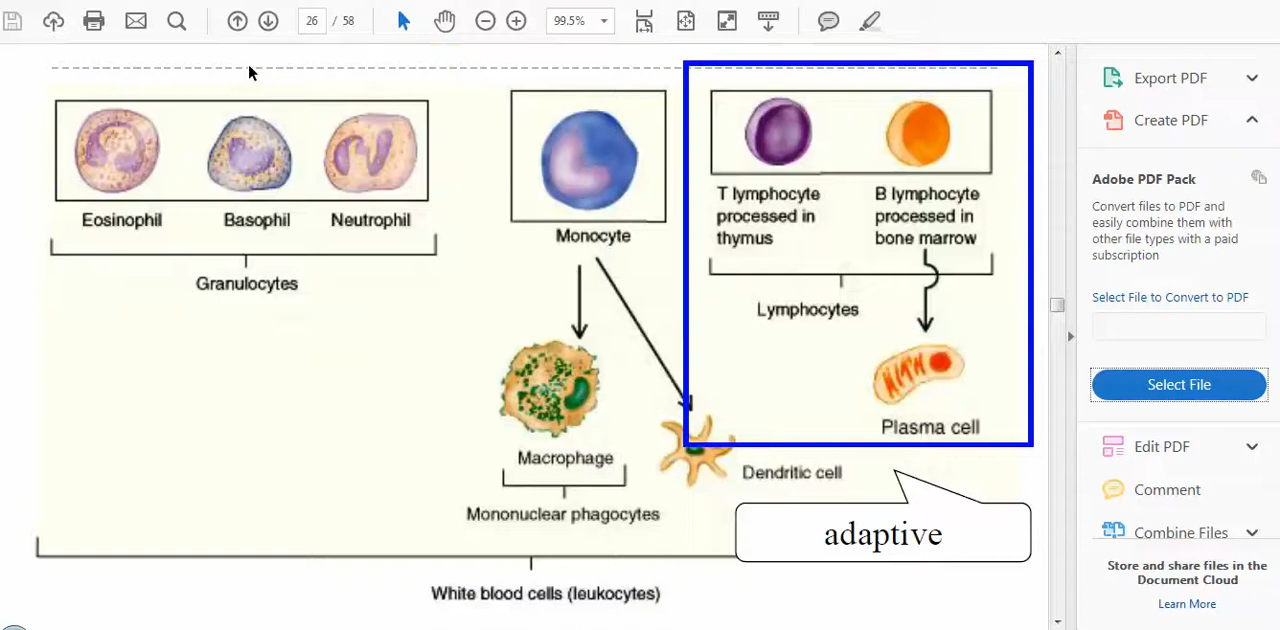 26 / 58
99.5%
Eosinophil
Basophil
Neutrophil
Granulocytes
Monocyte
T lymphocyte
processed in
thymus
B lymphocyte
processed in
bone marrow
Lymphocytes
Macrophage
Mononuclear phagocytes
Dendritic cell
Plasma cell
adaptive
White blood cells (leukocytes)
Export PDF
Create PDF
Adobe PDF Pack
Convert files to PDF and
easily combine them with
other file types with a paid
subscription
Select File to Convert to PDF
Select File
Edit PDF
Comment
Combine Files
Store and share files in the
Document Cloud
Learn More